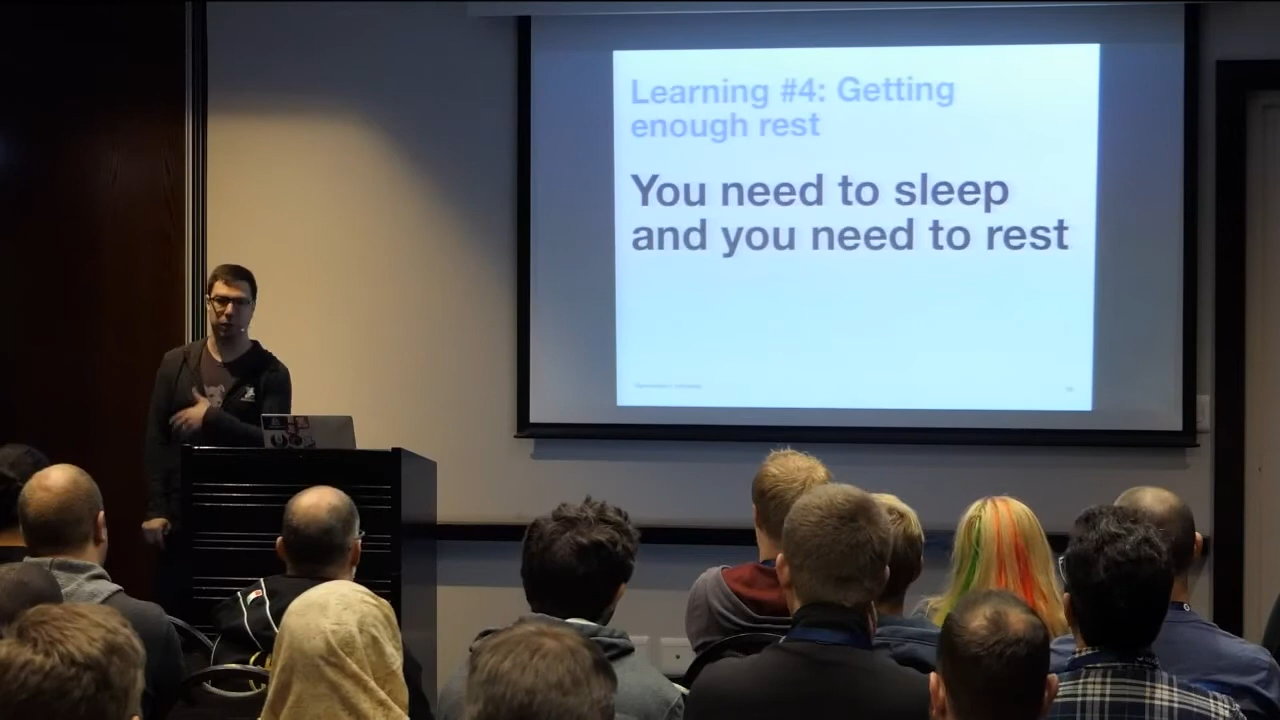 Learning #4: Getting
enough rest
You need to sleep
and you need to rest